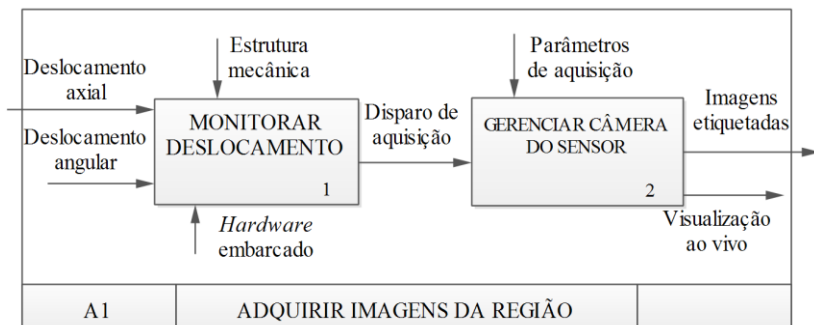 Deslocamento
axial
Deslocamento
angular
Estrutura
mecânica
MONITORAR
DESLOCAMENTO
1
Hardware
embarcado
Disparo de
aquisição
Parâmetros
de aquisição
GERENCIAR CÂMERA
DO SENSOR
2
Imagens
etiquetadas
Visualização
ao vivo
A1
ADQUIRIR IMAGENS DA REGIÃO